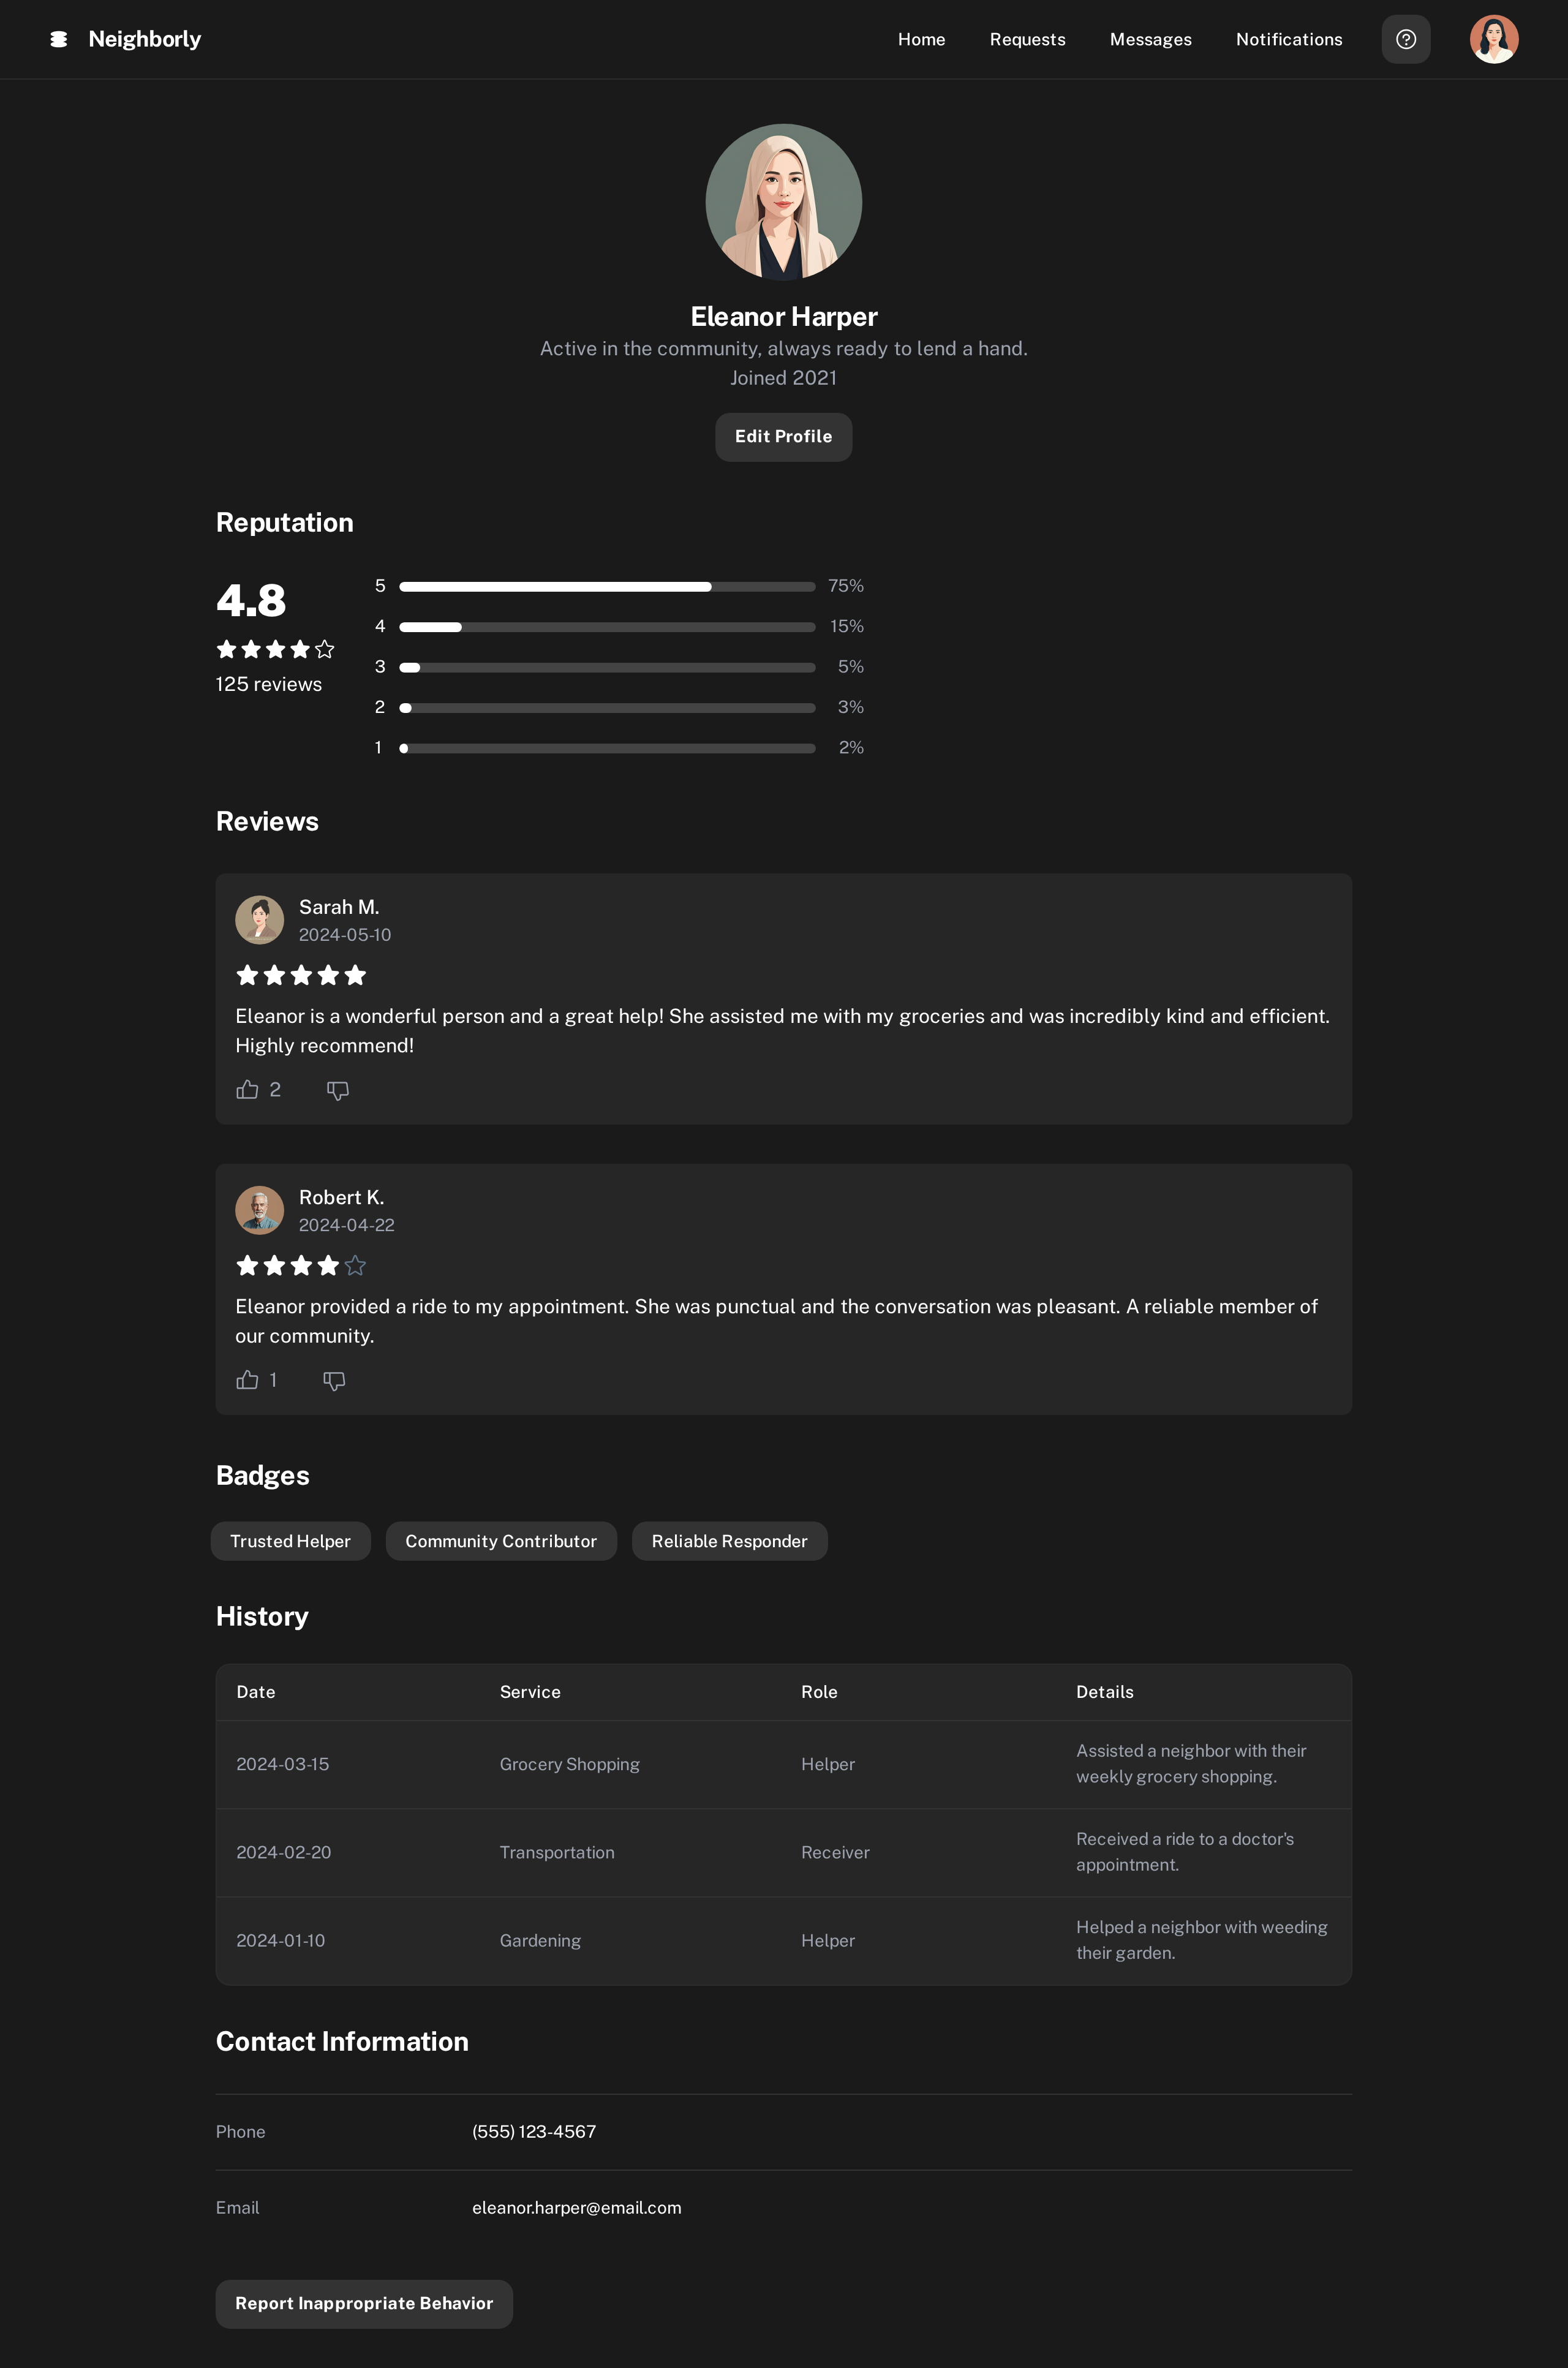 Neighborly
Home
Requests
Messages
Notifications
Eleanor Harper
Active in the community, always ready to lend a hand.
Joined 2021
Edit Profile
Reputation
4.8
125 reviews
5 75%
4 15%
3 5%
2 3%
1 2%
Reviews
Sarah M.
2024-05-10
Eleanor is a wonderful person and a great help! She assisted me with my groceries and was incredibly kind and efficient.
Highly recommend!
2
Robert K.
2024-04-22
Eleanor provided a ride to my appointment. She was punctual and the conversation was pleasant. A reliable member of
our community.
1
Badges
Trusted Helper
Community Contributor
Reliable Responder
History
Date Service Role Details
2024-03-15 Grocery Shopping Helper Assisted a neighbor with their
weekly grocery shopping.
2024-02-20 Transportation Receiver Received a ride to a doctor's
appointment.
2024-01-10 Gardening Helper Helped a neighbor with weeding
their garden.
Contact Information
Phone (555) 123-4567
Email eleanor.harper@email.com
Report Inappropriate Behavior